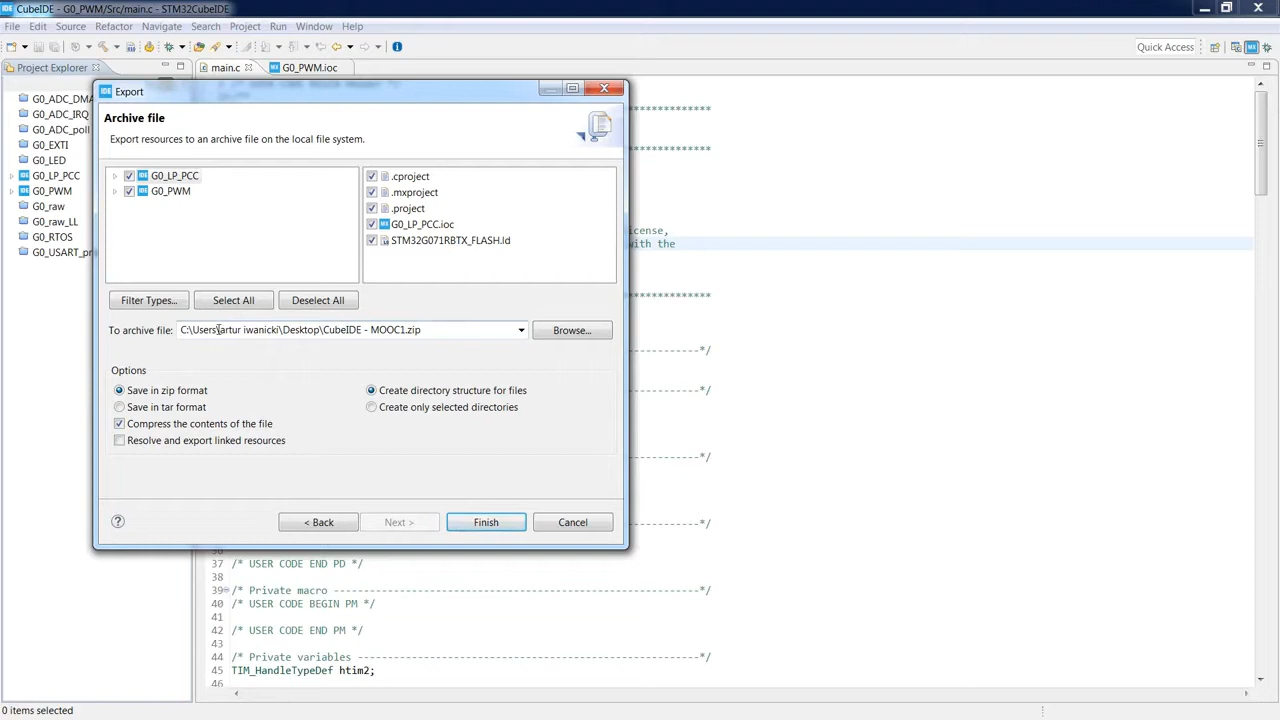 CubeIDE - G0_PWM/Src/main.c - STM32CubeIDE
File Edit Source Refactor Navigate Search Project Run Window Help
Quick Access
Project Explorer
main.c
G0_PWM.ioc
G0_ADC_DMA
G0_ADC_IRQ
G0_ADC_poll
G0_EXTI
G0_LED
G0_LP_PCC
G0_PWM
G0_raw
G0_raw_LL
G0_RTOS
G0_USART_pr
Export
Archive file
Export resources to an archive file on the local file system.
G0_LP_PCC
G0_PWM
.cproject
.mxproject
.project
G0_LP_PCC.ioc
STM32G071RBTX_FLASH.ld
Filter Types... Select All Deselect All
To archive file: C:\Users\artur iwanicki\Desktop\CubeIDE - MOOC1.zip Browse...
Options
Save in zip format
Save in tar format
Compress the contents of the file
Resolve and export linked resources
Create directory structure for files
Create only selected directories
< Back Next > Finish Cancel
****************
****************
icense,
with the
****************
-------*/
-------*/
-------*/
-------*/
37 /* USER CODE END PD */
38
39 /* Private macro -------------------------------------------------------------*/
40 /* USER CODE BEGIN PM */
41
42 /* USER CODE END PM */
43
44 /* Private variables ---------------------------------------------------------*/
45 TIM_HandleTypeDef htim2;
46
0 items selected